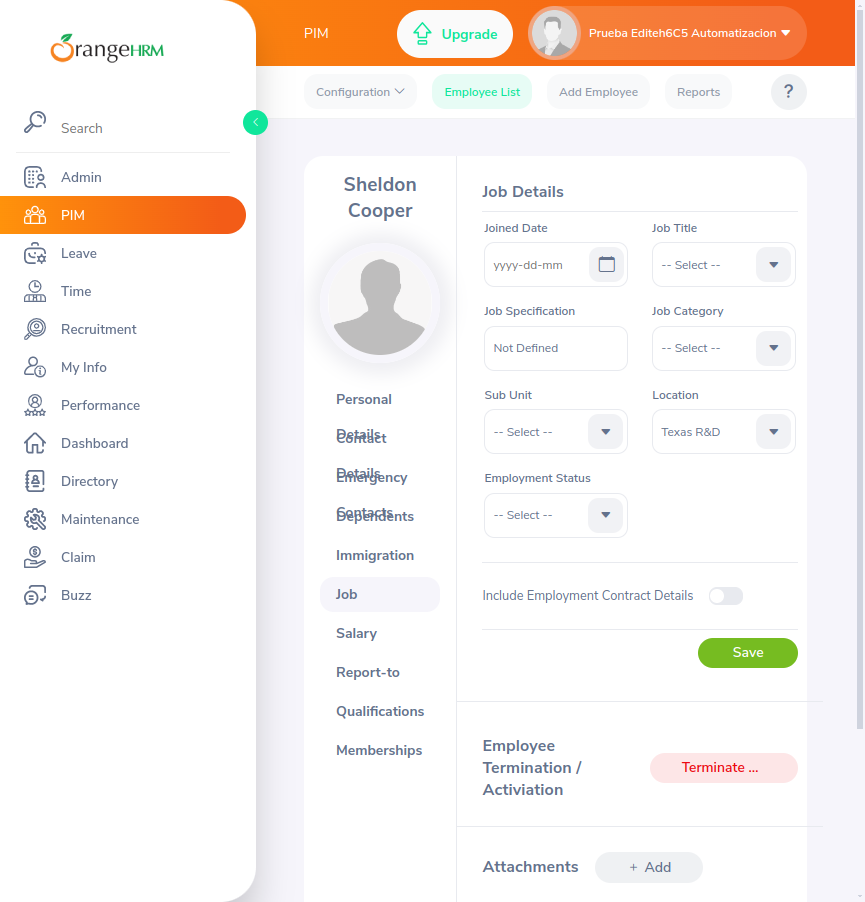 OrangeHRM
PIM
Upgrade
Prueba Editeh6C5 Automatizacion
Configuration
Employee List
Add Employee
Reports
?
Search
Admin
PIM
Leave
Time
Recruitment
My Info
Performance
Dashboard
Directory
Maintenance
Claim
Buzz
Sheldon
Cooper
Personal
Details
Contact
Details
Emergency
Contacts
Dependents
Immigration
Job
Salary
Report-to
Qualifications
Memberships
Job Details
Joined Date
Job Title
yyyy-dd-mm
-- Select --
Job Specification
Job Category
Not Defined
-- Select --
Sub Unit
Location
-- Select --
Texas R&D
Employment Status
-- Select --
Include Employment Contract Details
Save
Employee
Termination /
Activiation
Terminate ...
Attachments
+ Add